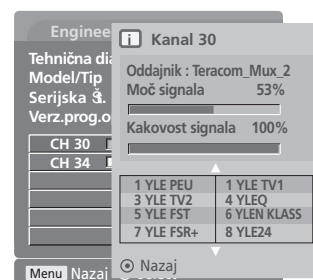 Enginee
Kanal 30
Tehnična di
Model/Tip
Serijska Š.
Verz.prog.o
Oddajnik : Teracom_Mux_2
Moč signala 53%
Kakovost signala 100%
CH 30
CH 34
1 YLE PEU 1 YLE TV1
3 YLE TV2 4 YLEQ
5 YLE FST 6 YLEN KLASS
7 YLE FSR+ 8 YLE24
Menu Nazaj
Nazaj